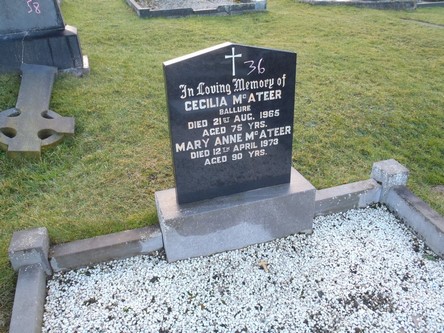 58
36
In Loving Memory of
CECILIA McATEER
BALLURE
DIED 21ST AUG. 1965
AGED 75 YRS.
MARY ANNE McATEER
DIED 12TH APRIL 1973
AGED 90 YRS.